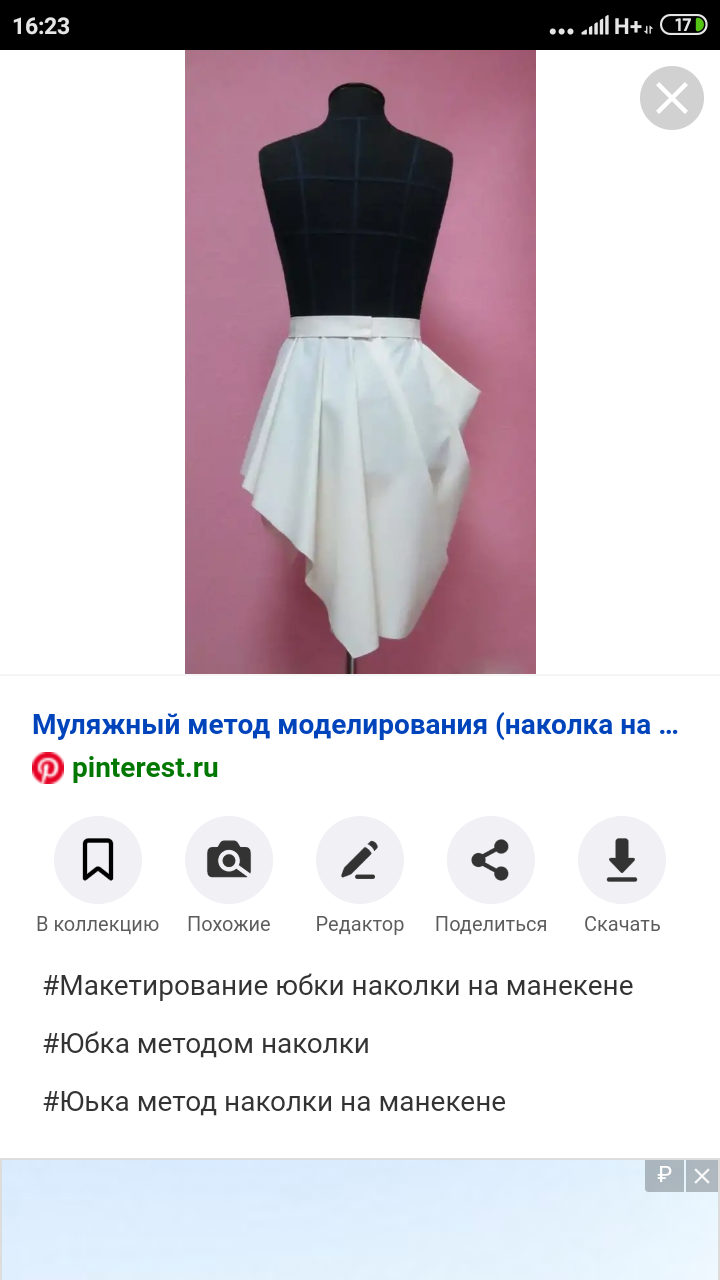 16:23
H+
17
Муляжный метод моделирования (наколка на ...
pinterest.ru
В коллекцию
Похожие
Редактор
Поделиться
Скачать
#Макетирование юбки наколки на манекене
#Юбка методом наколки
#Юька метод наколки на манекене
₽